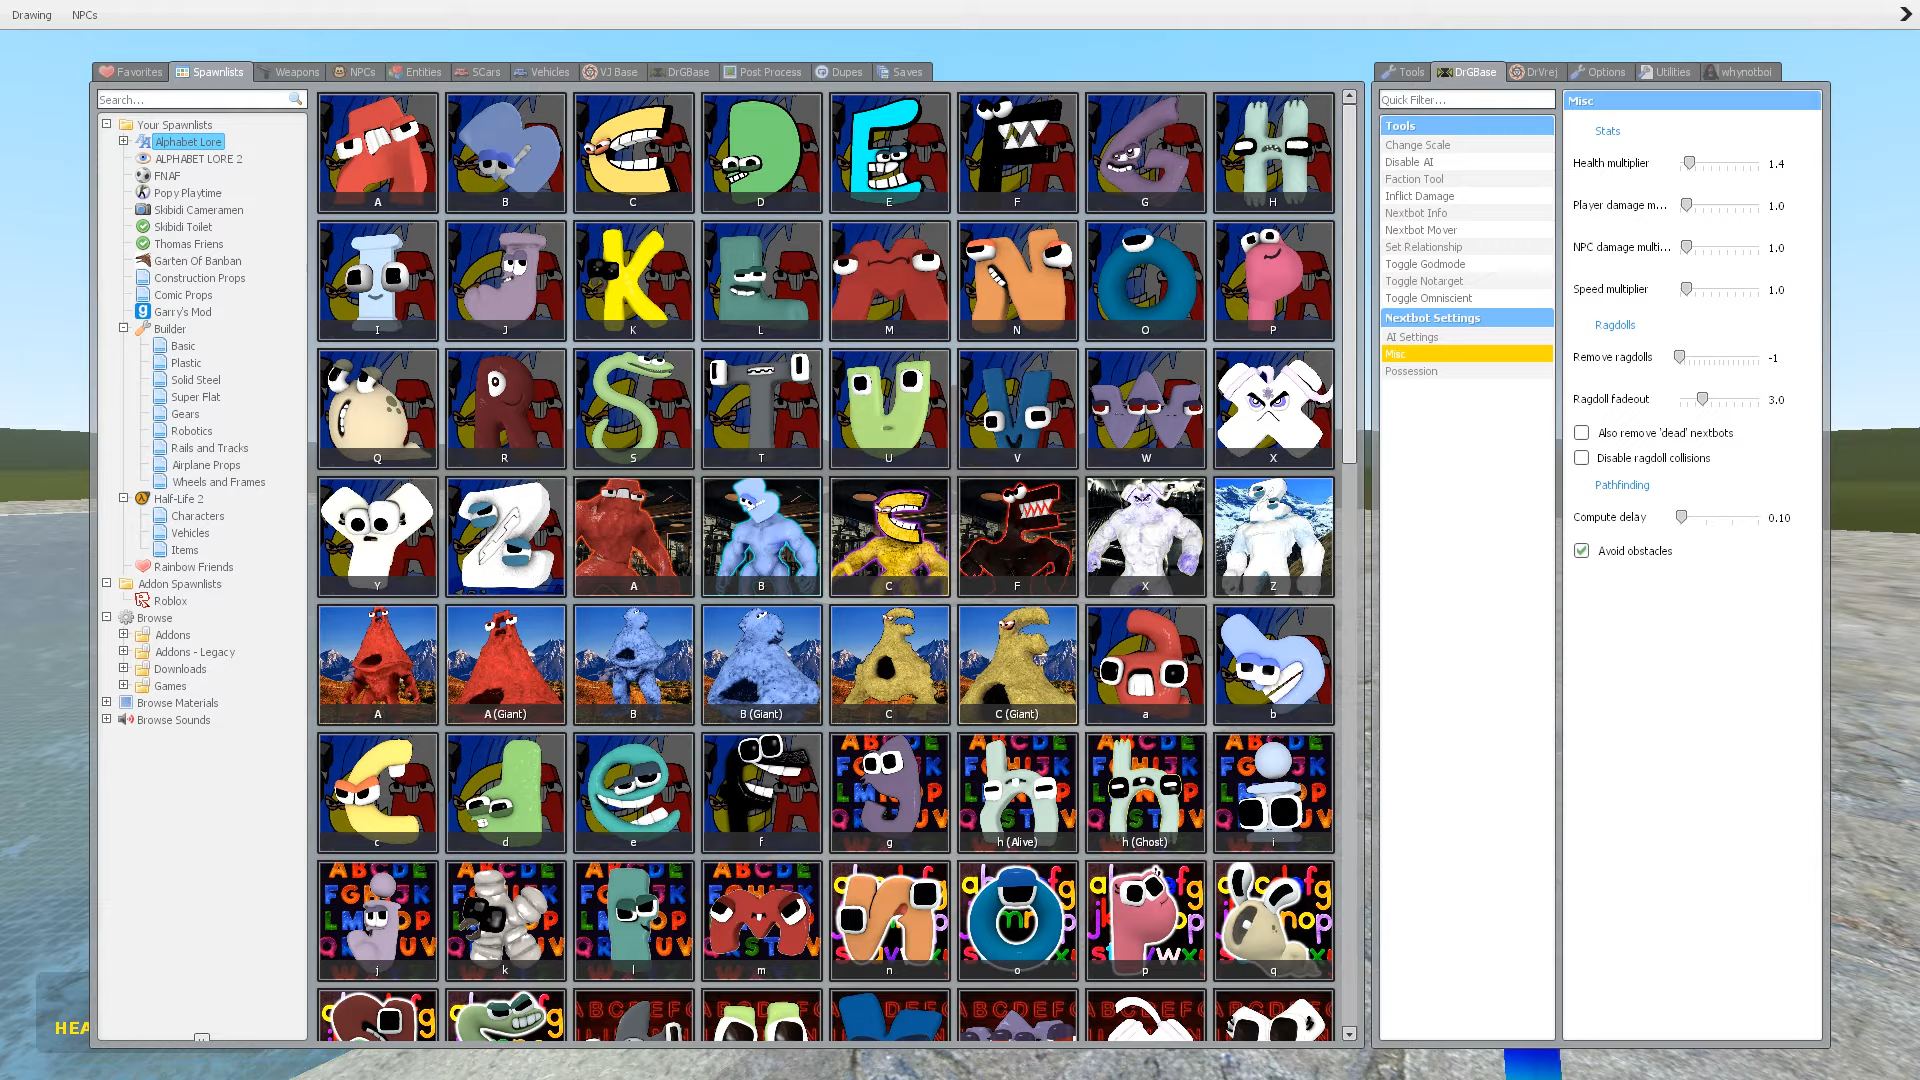 Drawing NPCs
Favorites Spawnlists Weapons NPCs Entities SCars Vehicles VJ Base DrGBase Post Process Dupes Saves
Tools DrGBase DrVrej Options Utilities whynotboi
Search...
Your Spawnlists
Alphabet Lore
ALPHABET LORE 2
FNAF
Popy Playtime
Skibidi Cameramen
Skibidi Toilet
Thomas Friens
Garten Of Banban
Construction Props
Comic Props
Garry's Mod
Builder
Basic
Plastic
Solid Steel
Super Flat
Gears
Robotics
Rails and Tracks
Airplane Props
Wheels and Frames
Half-Life 2
Characters
Vehicles
Items
Rainbow Friends
Addon Spawnlists
Roblox
Browse
Addons
Addons - Legacy
Downloads
Games
Browse Materials
Browse Sounds
HEA
A B C D E F G H
I J K L M N O P
Q R S T U V W X
Y Z A B C F X Z
A A (Giant) B B (Giant) C C (Giant) a b
c d e f g h (Alive) h (Ghost) i
j k l m n o p q
Quick Filter...
Tools
Change Scale
Disable AI
Faction Tool
Inflict Damage
Nextbot Info
Nextbot Mover
Set Relationship
Toggle Godmode
Toggle Notarget
Toggle Omniscient
Nextbot Settings
AI Settings
Misc
Possession
Misc
Stats
Health multiplier 1.4
Player damage m... 1.0
NPC damage multi... 1.0
Speed multiplier 1.0
Ragdolls
Remove ragdolls -1
Ragdoll fadeout 3.0
Also remove 'dead' nextbots
Disable ragdoll collisions
Pathfinding
Compute delay 0.10
Avoid obstacles